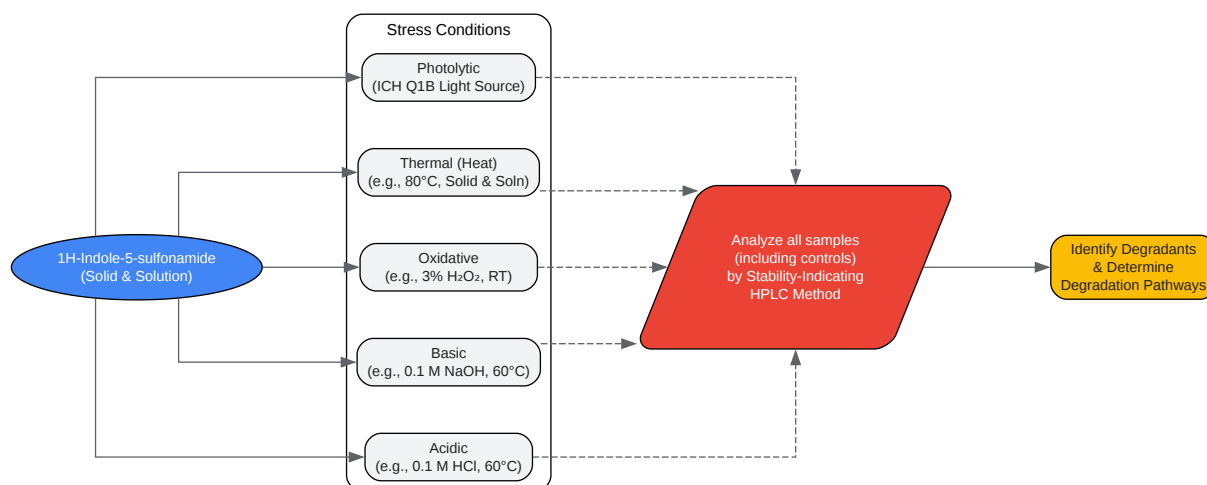 Stress Conditions
Photolytic
(ICH Q1B Light Source)
Thermal (Heat)
(e.g., 80°C, Solid & Soln)
1H-Indole-5-sulfonamide
(Solid & Solution)
Oxidative
(e.g., 3% H₂O₂, RT)
Basic
(e.g., 0.1 M NaOH, 60°C)
Acidic
(e.g., 0.1 M HCl, 60°C)
Analyze all samples
(including controls)
by Stability-Indicating
HPLC Method
Identify Degradants
& Determine
Degradation Pathways